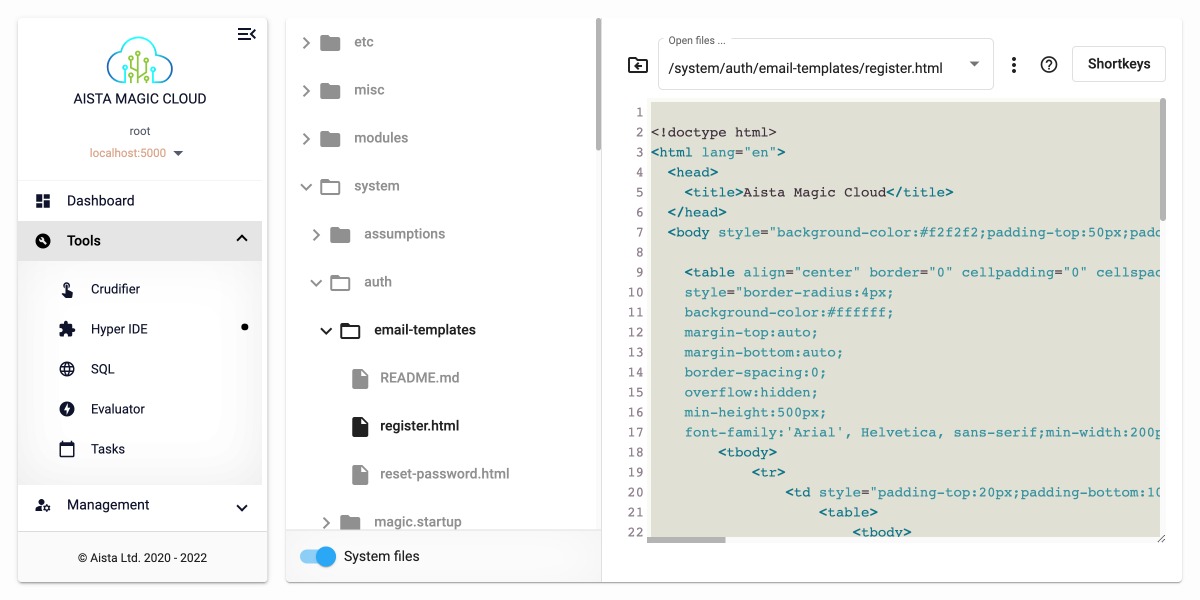 AISTA MAGIC CLOUD
root
localhost:5000
Dashboard
Tools
Crudifier
Hyper IDE
SQL
Evaluator
Tasks
Management
© Aista Ltd. 2020 - 2022
etc
misc
modules
system
assumptions
auth
email-templates
README.md
register.html
reset-password.html
magic.startup
System files
Open files ...
/system/auth/email-templates/register.html
Shortkeys
1
2 <!doctype html>
3 <html lang="en">
4 <head>
5 <title>Aista Magic Cloud</title>
6 </head>
7 <body style="background-color:#f2f2f2;padding-top:50px;padd
8
9 <table align="center" border="0" cellpadding="0" cellspac
10 style="border-radius:4px;
11 background-color:#ffffff;
12 margin-top:auto;
13 margin-bottom:auto;
14 border-spacing:0;
15 overflow:hidden;
16 min-height:500px;
17 font-family:'Arial', Helvetica, sans-serif;min-width:200p
18 <tbody>
19 <tr>
20 <td style="padding-top:20px;padding-bottom:10
21 <table>
22 <tbody>